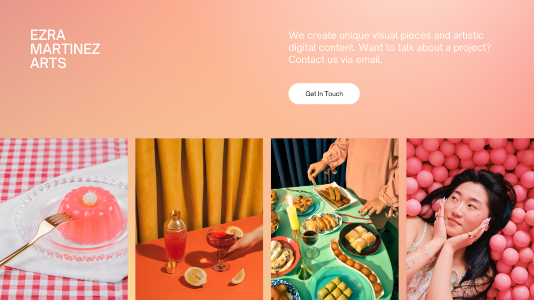 EZRA
MARTINEZ
ARTS
We create unique visual pieces and artistic
digital content. Want to talk about a project?
Contact us via email.
Get In Touch